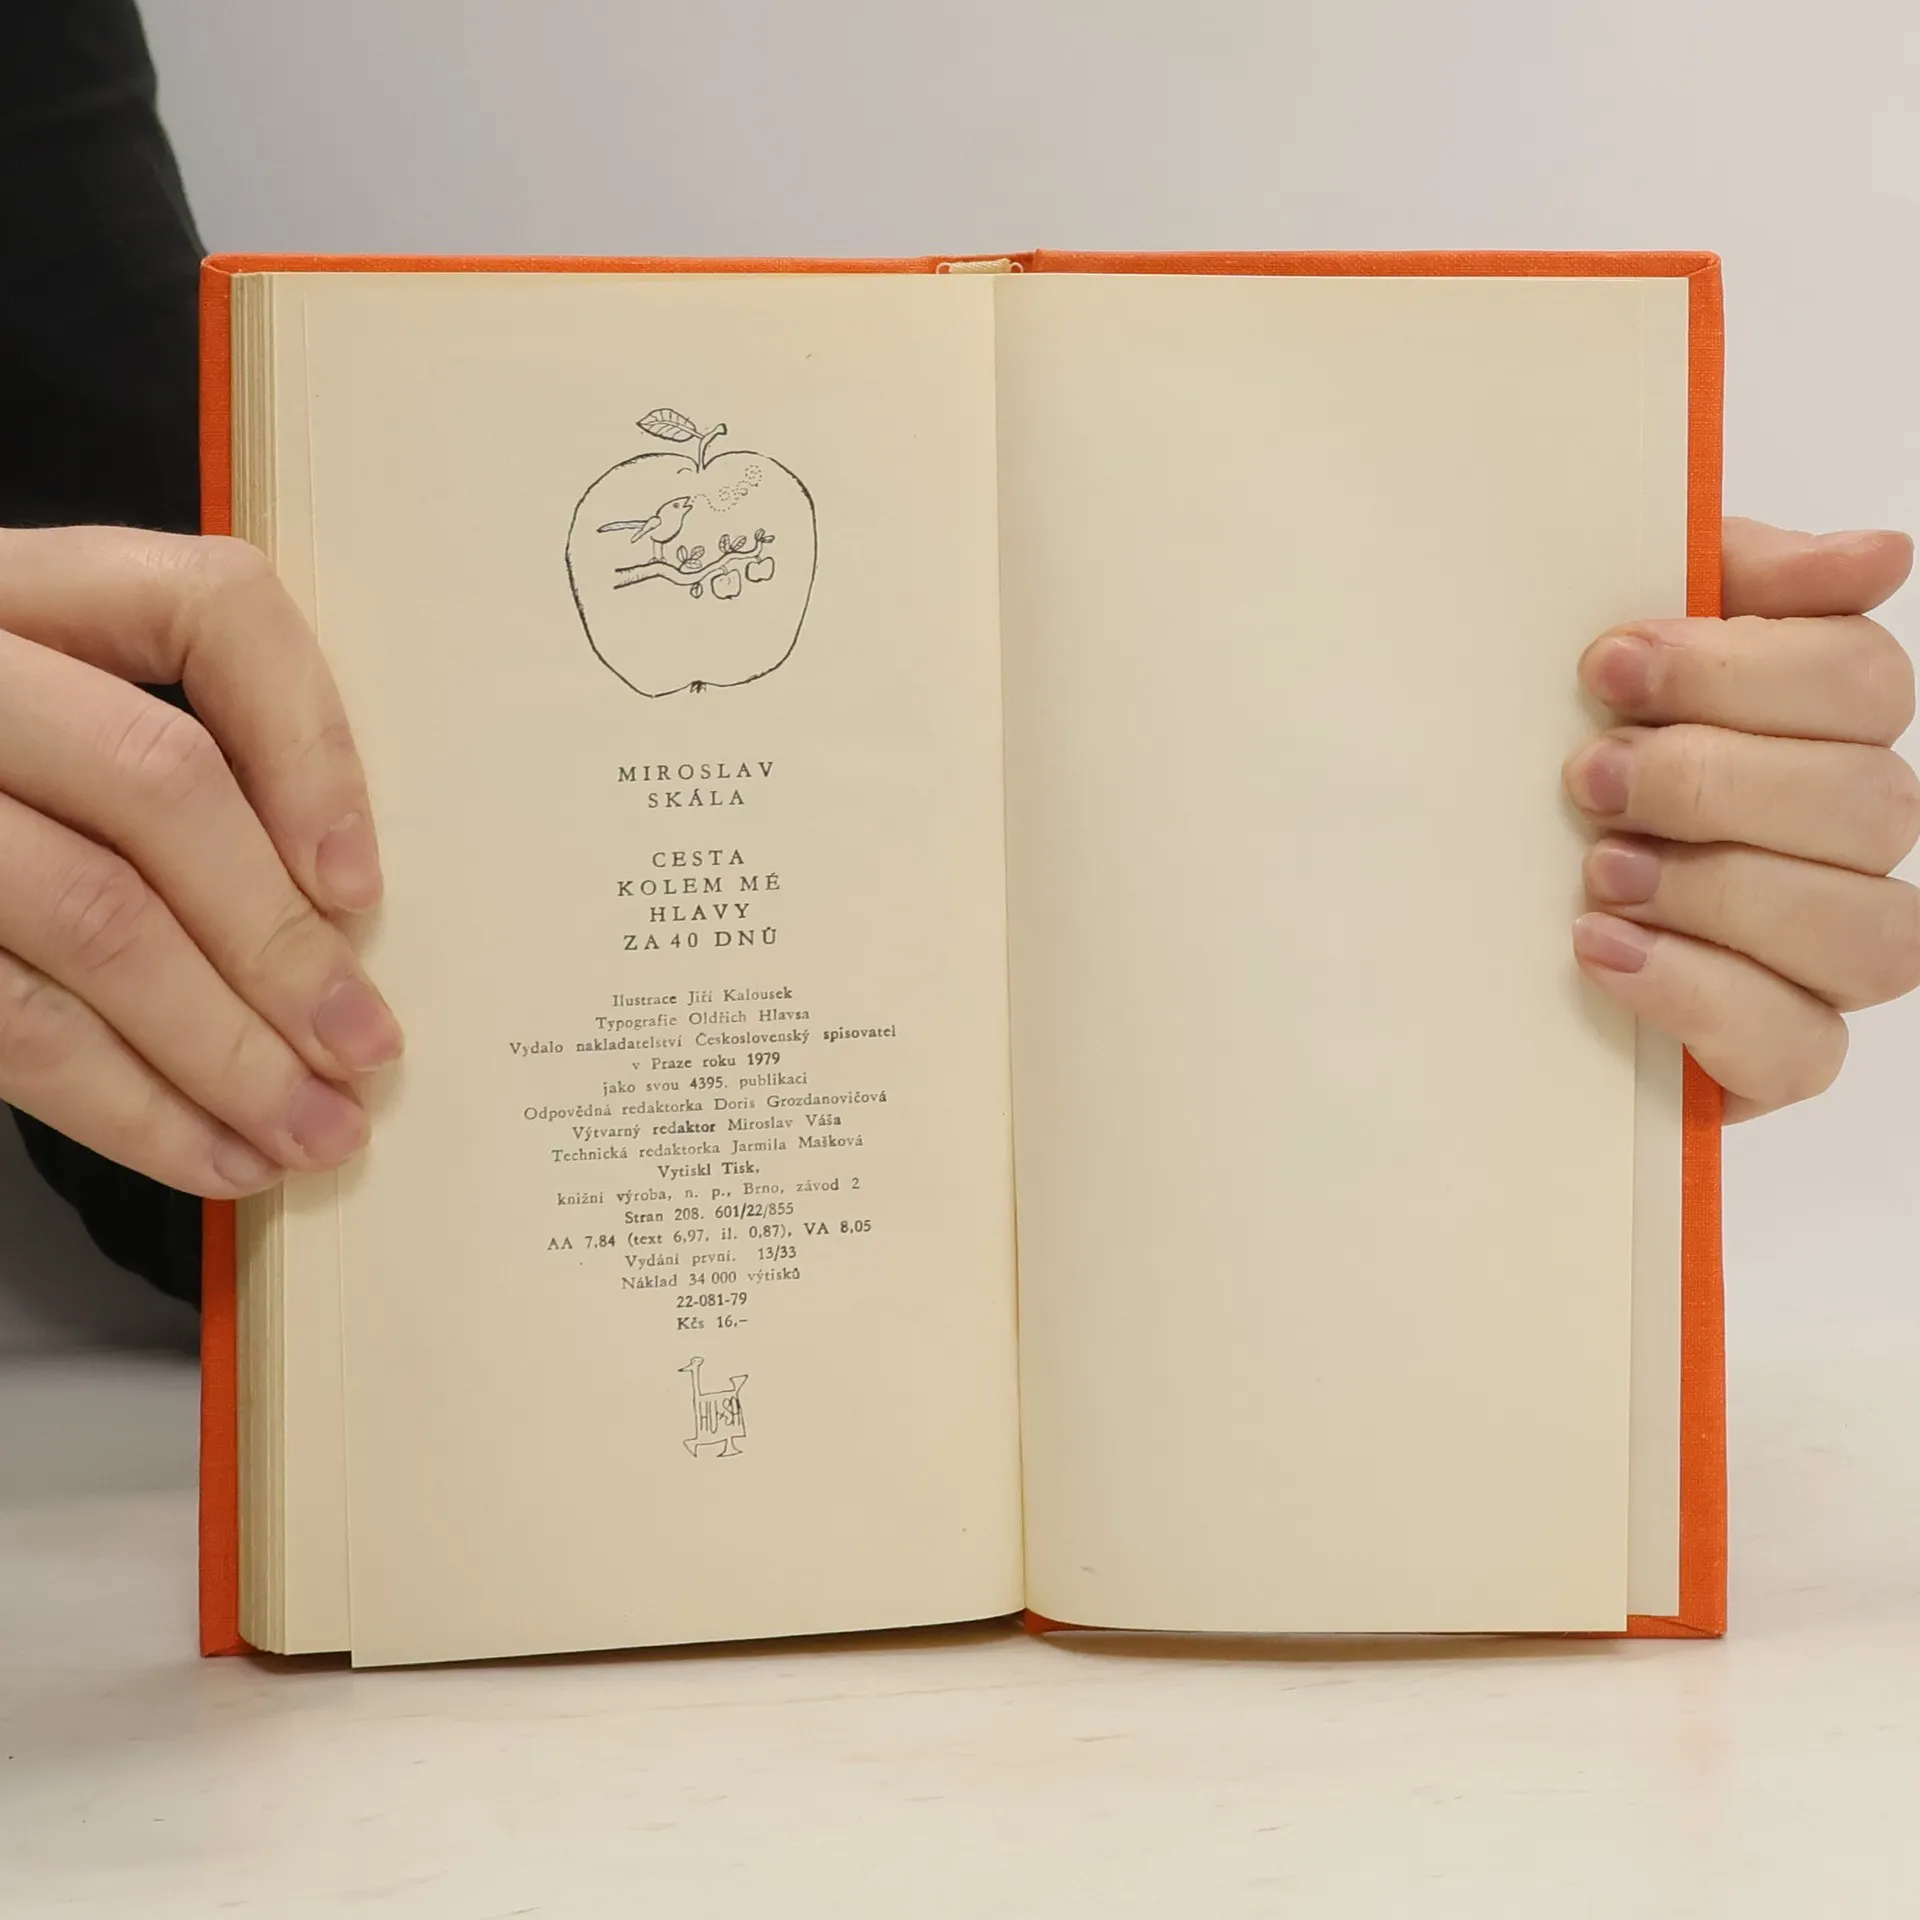 MIROSLAV
SKÁLA
CESTA
KOLEM MÉ
HLAVY
ZA 40 DNŮ
Ilustrace Jiří Kalousek
Typografie Oldřich Hlavsa
Vydalo nakladatelství Československý spisovatel
v Praze roku 1979
jako svou 4395. publikaci
Odpovědná redaktorka Doris Grozdanovičová
Výtvarný redaktor Miroslav Váša
Technická redaktorka Jarmila Mašková
Vytiskl Tisk,
knižní výroba, n. p., Brno, závod 2
Stran 208. 601/22/855
AA 7,84 (text 6,97, il. 0,87), VA 8,05
Vydání první. 13/33
Náklad 34 000 výtisků
22-081-79
Kčs 16,–